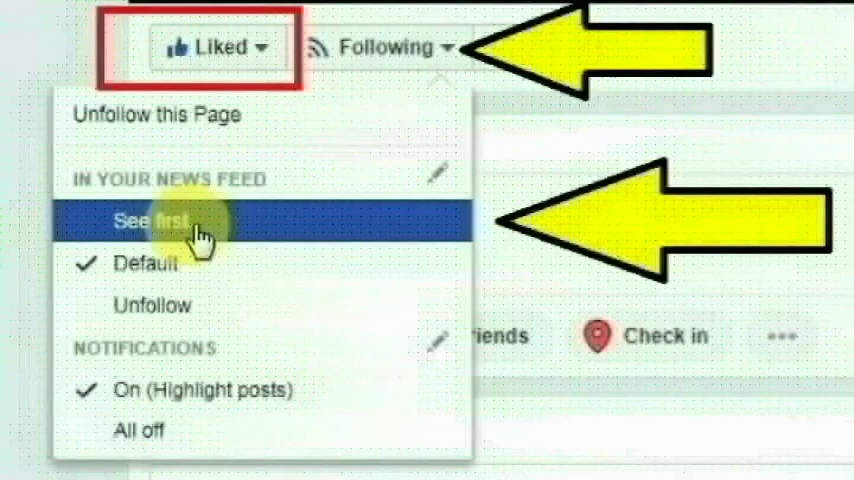 Liked
Following
Unfollow this Page
IN YOUR NEWS FEED
See first
Default
Unfollow
NOTIFICATIONS
riends
Check in
On (Highlight posts)
All off